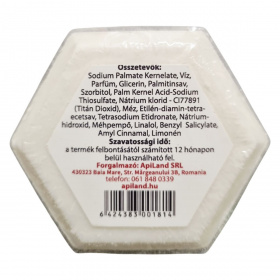 Összetevők:
Sodium Palmate Kernelate, Víz,
Parfüm, Glicerin, Palmitinsav,
Szorbitol, Palm Kernel Acid-Sodium
Thiosulfate, Nátrium klorid - CI77891
(Titán Dioxid), Méz, Etilén-diamin-tetra-
ecetsav, Tetrasodium Etidronate, Nátrium-
hidroxid, Méhpempő, Linalol, Benzyl Salicylate,
Amyl Cinnamal, Limonén
Szavatossági idő:
a termék felbontásától számított 12 hónapon
belül használható fel.
Forgalmazó: ApiLand SRL
430223 Baia Mare, Str. Mărgeanului 3B, Romania
telefon: 061 848 0339
apiland.hu
6424383001814